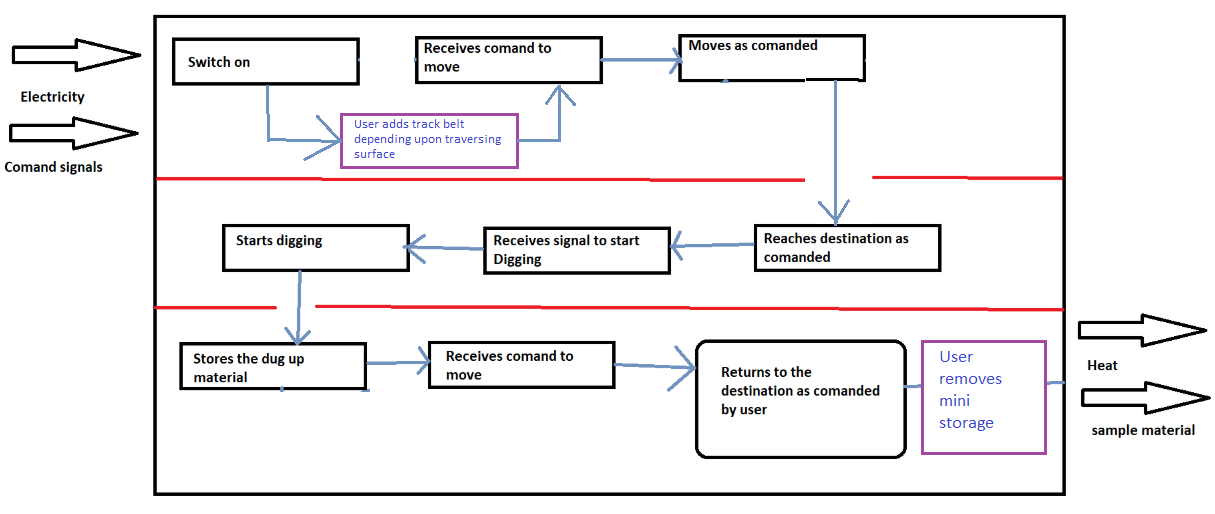 Electricity
Comand signals
Switch on
User adds track belt
depending upon traversing
surface
Receives comand to
move
Moves as comanded
Reaches destination as
comanded
Receives signal to start
Digging
Starts digging
Stores the dug up
material
Receives comand to
move
Returns to the
destination as comanded
by user
User
removes
mini
storage
Heat
sample material